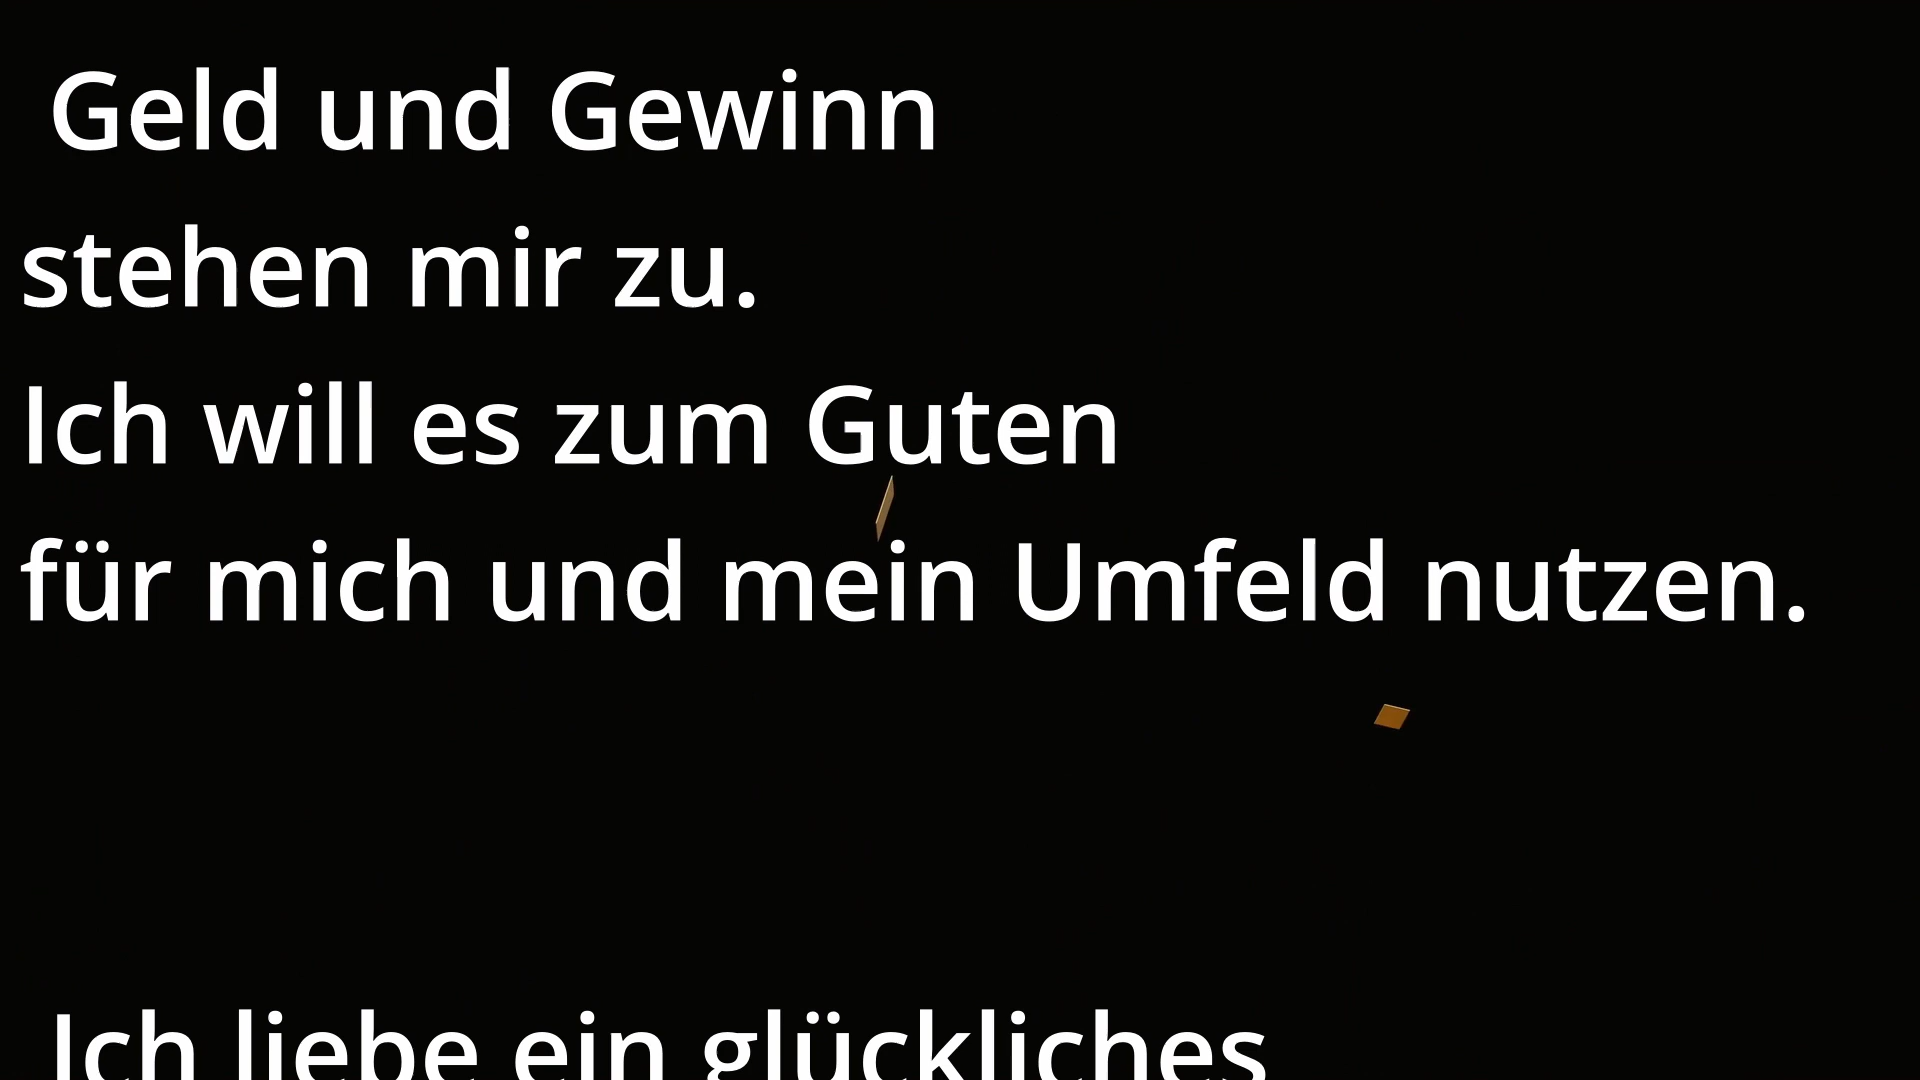 Geld und Gewinn
stehen mir zu.
Ich will es zum Guten
für mich und mein Umfeld nutzen.
Ich liebe ein glückliches